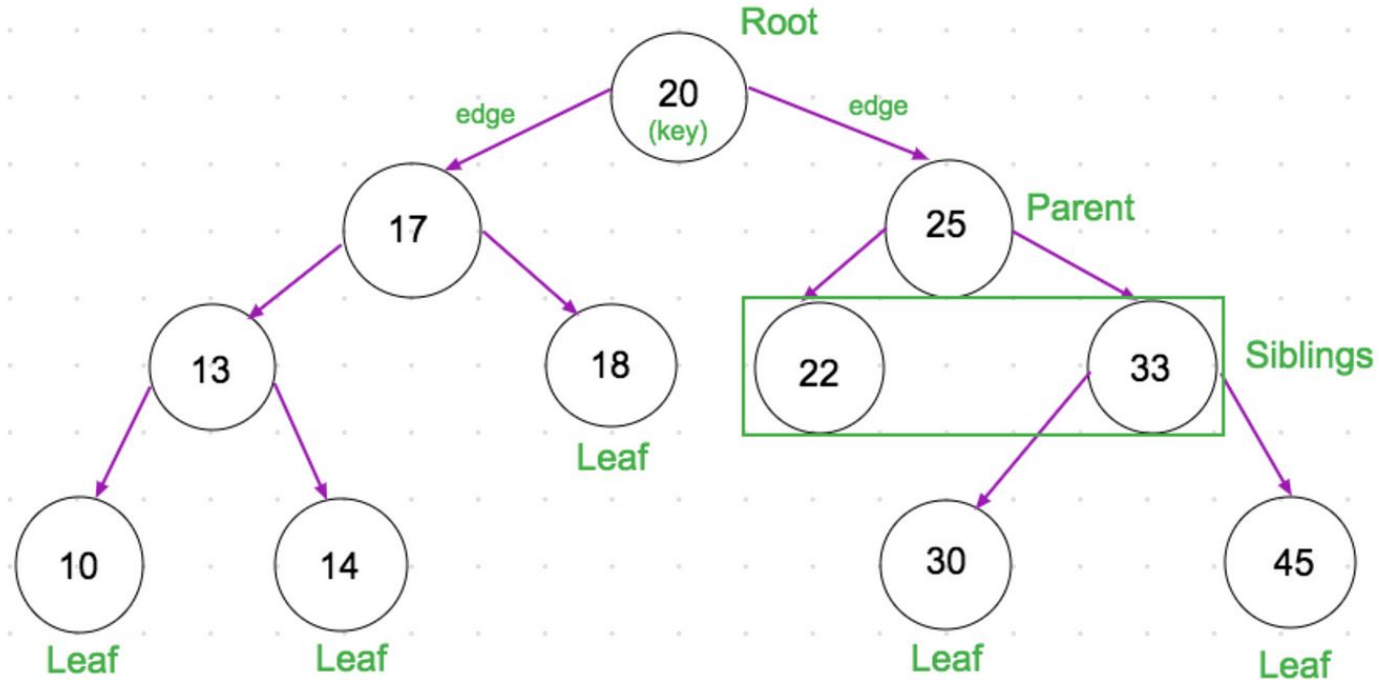 Root
20
(key)
edge
edge
17
25
Parent
13
18
22
33
Siblings
Leaf
10
14
30
45
Leaf
Leaf
Leaf
Leaf